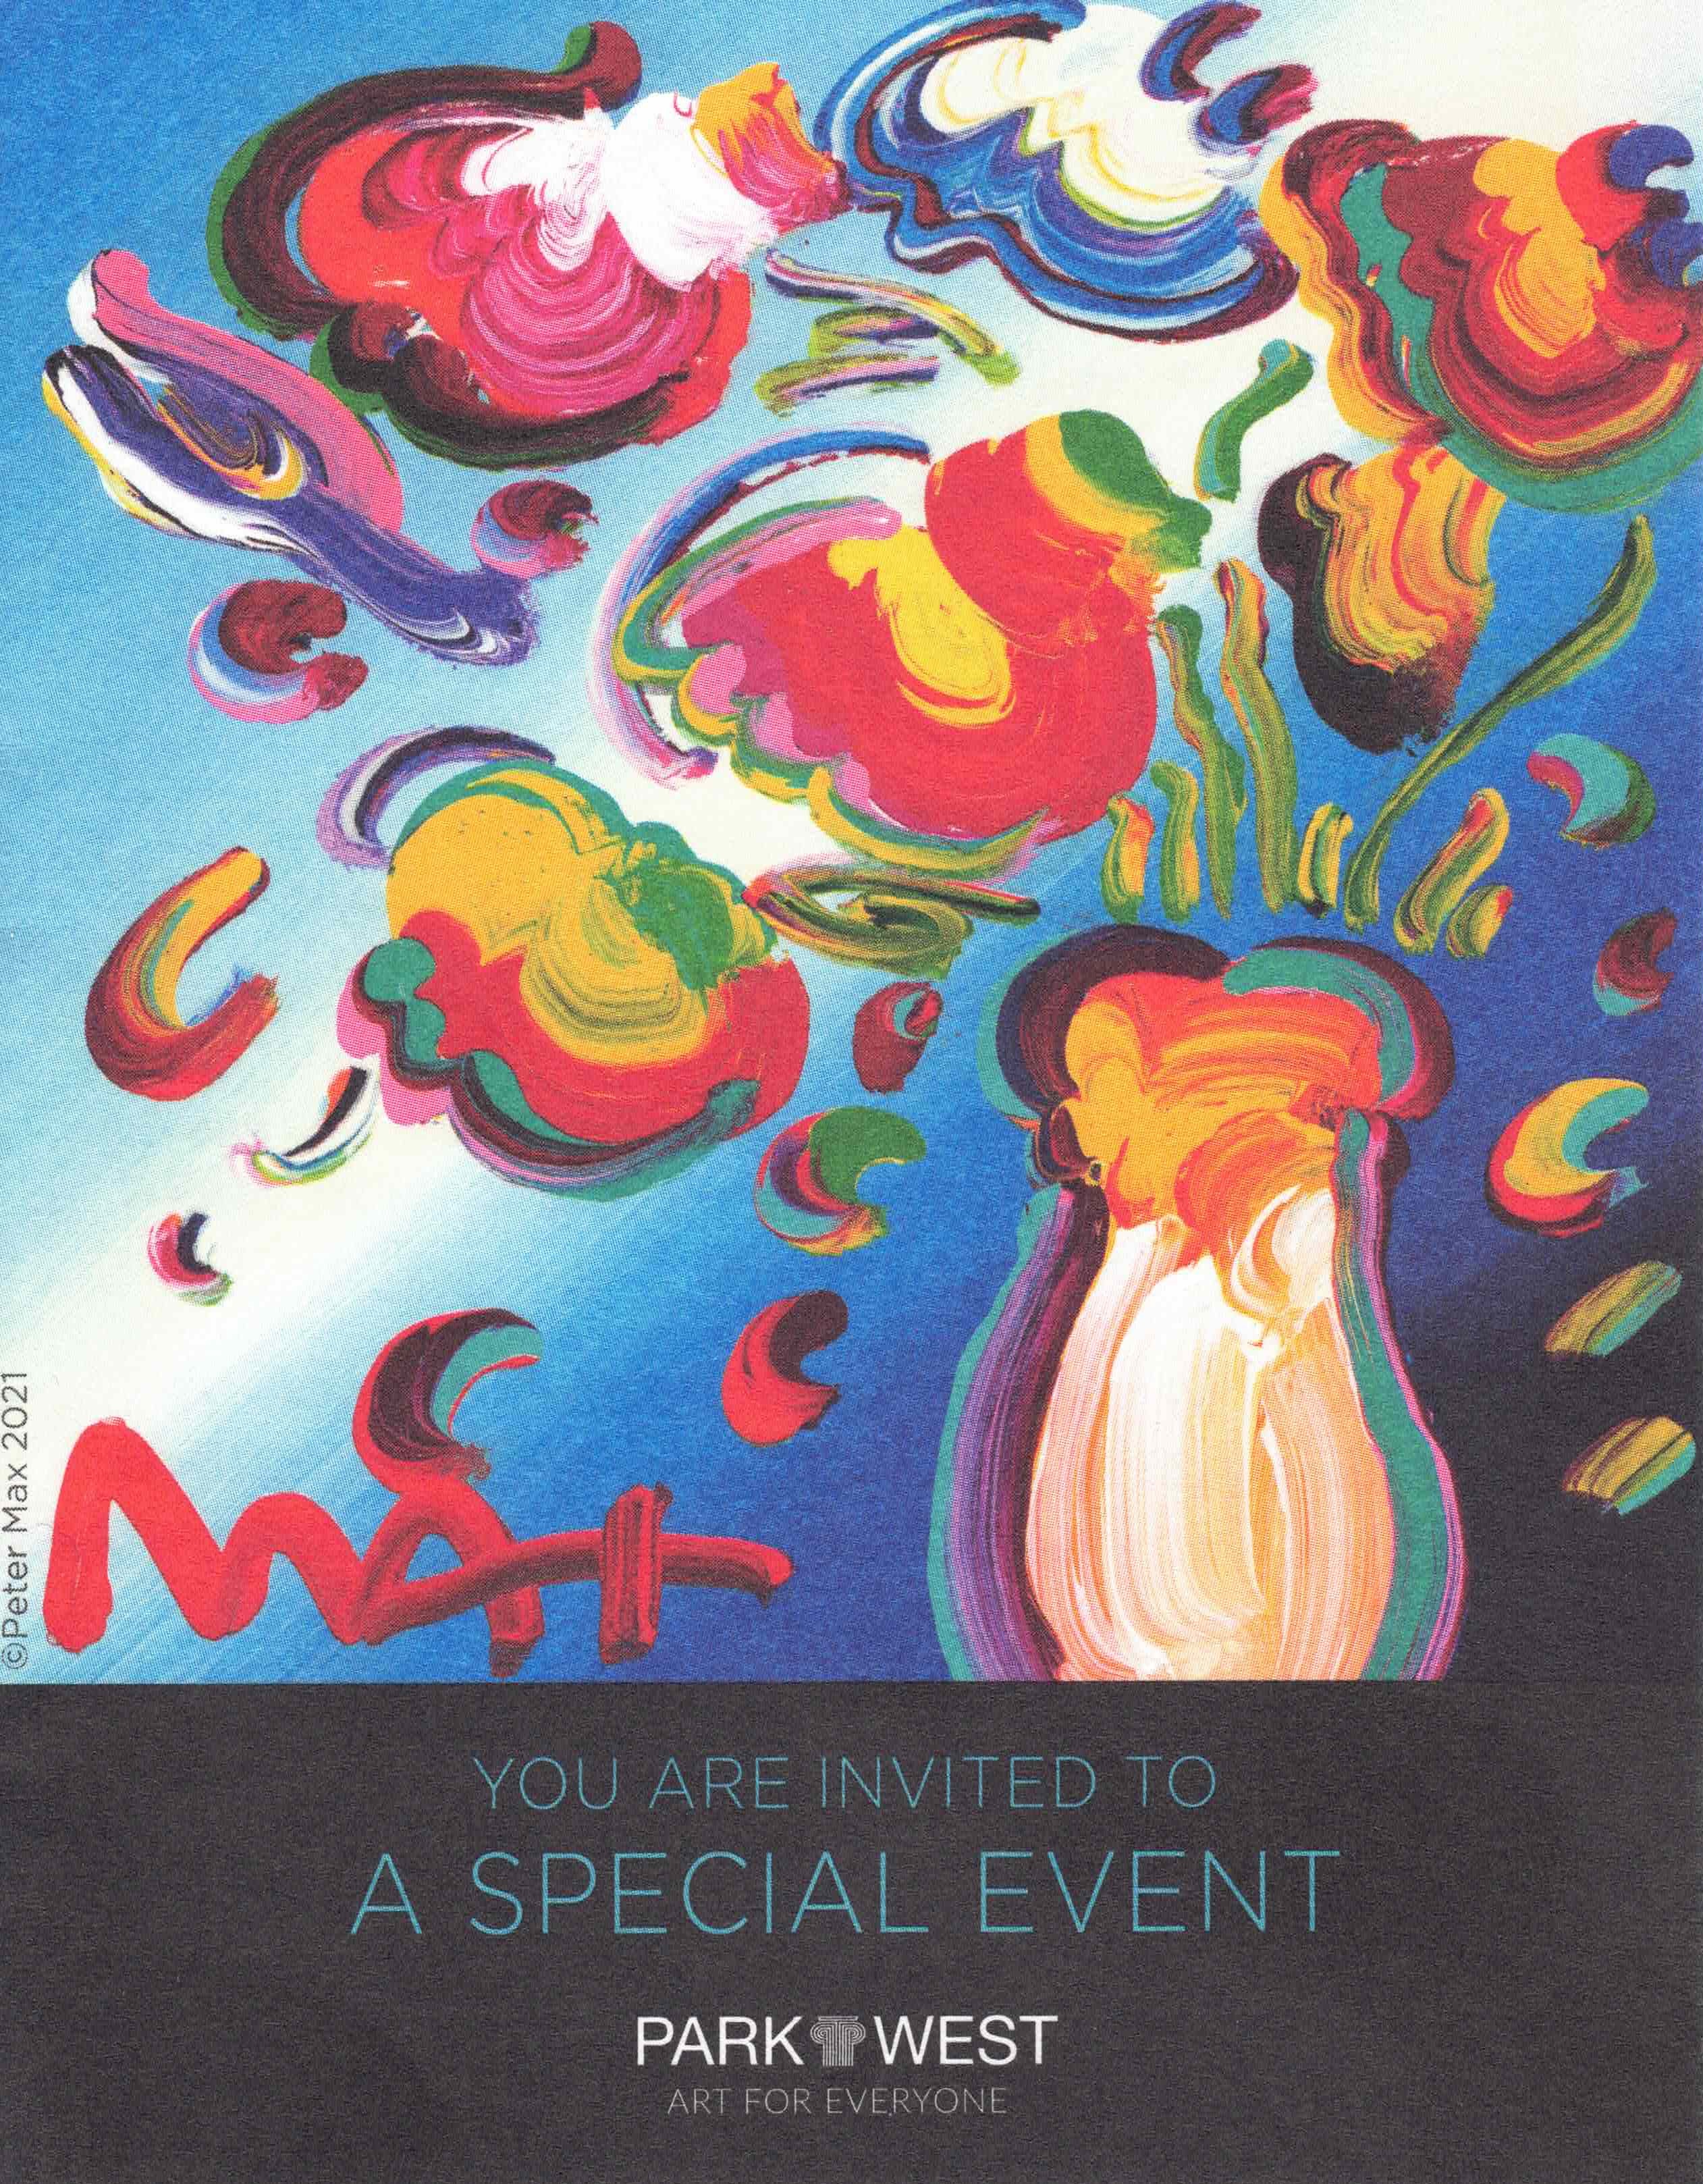 ©Peter Max 2021
Max
YOU ARE INVITED TO
A SPECIAL EVENT
PARK WEST
ART FOR EVERYONE